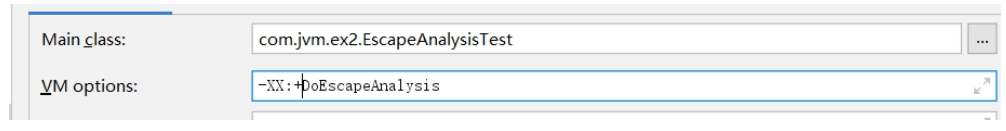 Main class: com.jvm.ex2.EscapeAnalysisTest ...
VM options: -XX:+DoEscapeAnalysis